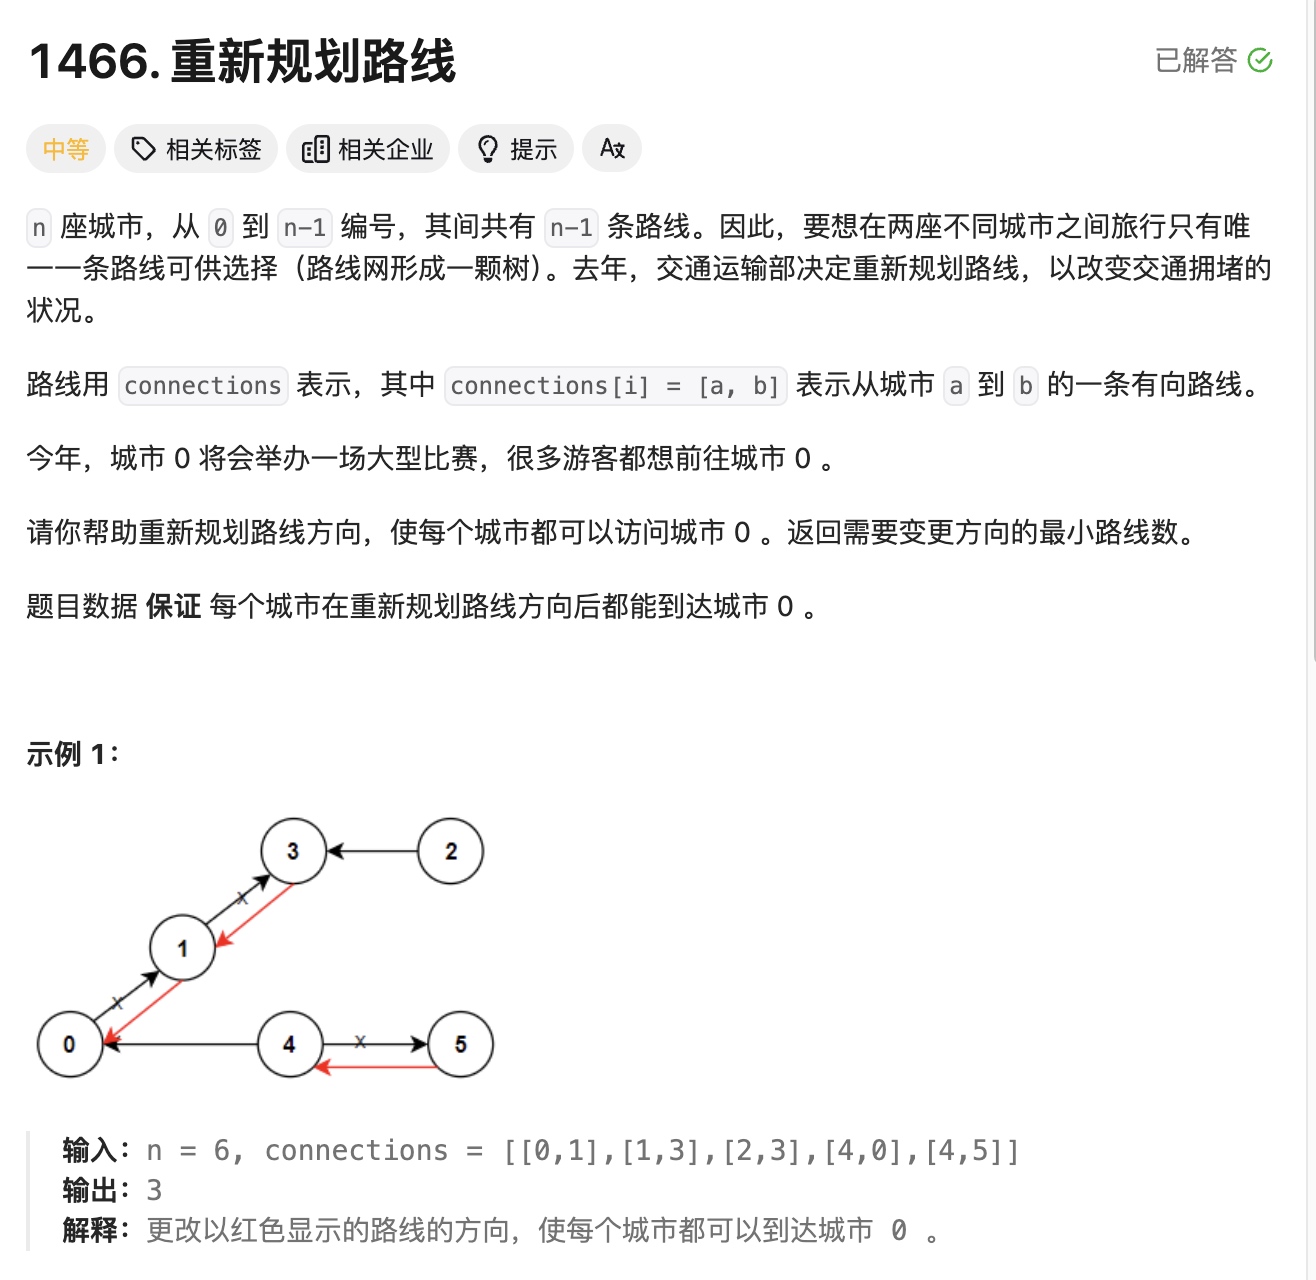 1466. 重新规划路线
已解答
中等 相关标签 相关企业 提示 A文
n 座城市，从 0 到 n-1 编号，其间共有 n-1 条路线。因此，要想在两座不同城市之间旅行只有唯
一一条路线可供选择（路线网形成一颗树）。去年，交通运输部决定重新规划路线，以改变交通拥堵的
状况。
路线用 connections 表示，其中 connections[i] = [a, b] 表示从城市 a 到 b 的一条有向路线。
今年，城市 0 将会举办一场大型比赛，很多游客都想前往城市 0 。
请你帮助重新规划路线方向，使每个城市都可以访问城市 0 。返回需要变更方向的最小路线数。
题目数据 保证 每个城市在重新规划路线方向后都能到达城市 0 。
示例 1：
3 2
x
1
x
0 4 x 5
输入：n = 6, connections = [[0,1],[1,3],[2,3],[4,0],[4,5]]
输出：3
解释：更改以红色显示的路线的方向，使每个城市都可以到达城市 0 。